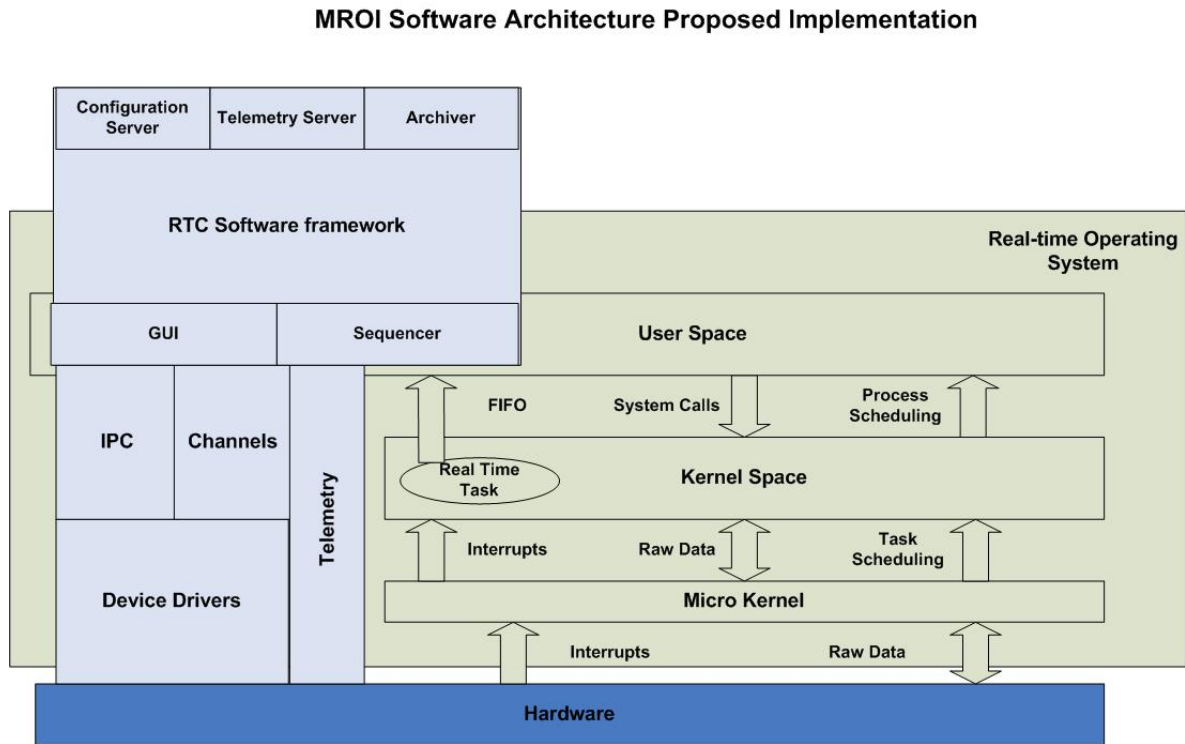 MROI Software Architecture Proposed Implementation
Configuration
Server
Telemetry Server
Archiver
RTC Software framework
Real-time Operating
System
GUI
Sequencer
User Space
FIFO
System Calls
Process
Scheduling
IPC
Channels
Telemetry
Real Time
Task
Kernel Space
Interrupts
Raw Data
Task
Scheduling
Device Drivers
Micro Kernel
Interrupts
Raw Data
Hardware